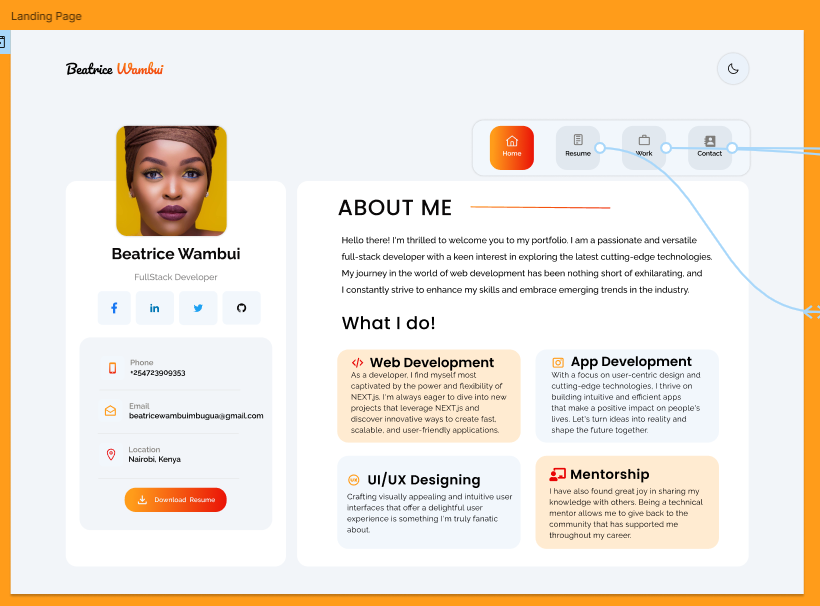 Landing Page
Beatrice Wambui
Home
Resume
Work
Contact
Beatrice Wambui
FullStack Developer
Phone
+254723909353
Email
beatricewambuimbugua@gmail.com
Location
Nairobi, Kenya
Download Resume
ABOUT ME
Hello there! I'm thrilled to welcome you to my portfolio. I am a passionate and versatile
full-stack developer with a keen interest in exploring the latest cutting-edge technologies.
My journey in the world of web development has been nothing short of exhilarating, and
I constantly strive to enhance my skills and embrace emerging trends in the industry.
What I do!
Web Development
As a developer, I find myself most
captivated by the power and flexibility of
NEXT.js. I'm always eager to dive into new
projects that leverage NEXT.js and
discover innovative ways to create fast,
scalable, and user-friendly applications.
App Development
With a focus on user-centric design and
cutting-edge technologies, I thrive on
building intuitive and efficient apps
that make a positive impact on people's
lives. Let's turn ideas into reality and
shape the future together.
UI/UX Designing
Crafting visually appealing and intuitive user
interfaces that offer a delightful user
experience is something I'm truly fanatic
about.
Mentorship
I have also found great joy in sharing my
knowledge with others. Being a technical
mentor allows me to give back to the
community that has supported me
throughout my career.